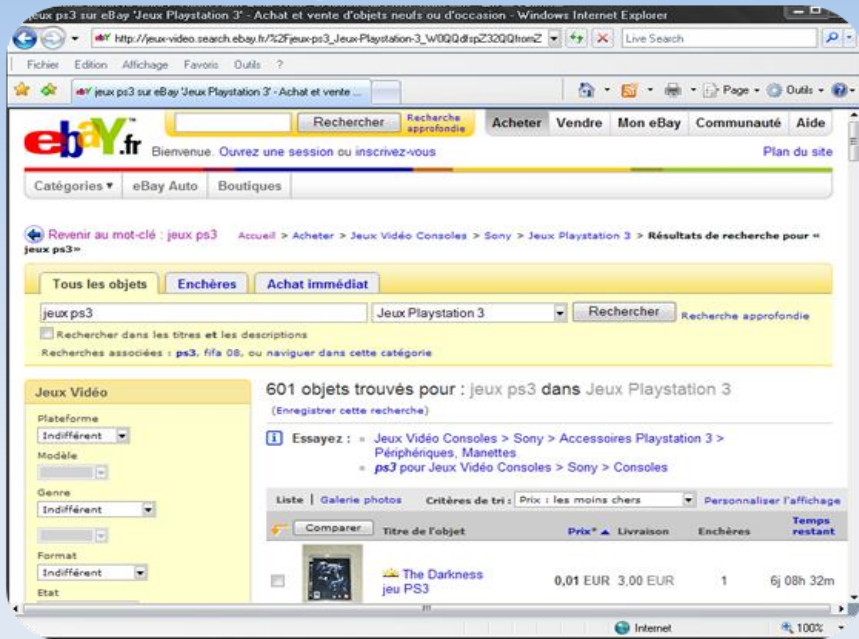 jeux ps3 sur eBay 'Jeux Playstation 3' - Achat et vente d'objets neufs ou d'occasion - Windows Internet Explorer
http://jeux-video.search.ebay.fr/%2Fjeux-ps3_Jeux-Playstation-3_W0QQdfspZ32QQfromZ Live Search
Fichier Edition Affichage Favoris Outils ?
jeux ps3 sur eBay 'Jeux Playstation 3' - Achat et vente ... Page Outils
ebay.fr Rechercher Recherche approfondie Acheter Vendre Mon eBay Communauté Aide
Bienvenue. Ouvrez une session ou inscrivez-vous Plan du site
Catégories eBay Auto Boutiques
Revenir au mot-clé : jeux ps3 Accueil > Acheter > Jeux Vidéo Consoles > Sony > Jeux Playstation 3 > Résultats de recherche pour «
jeux ps3»
Tous les objets Enchères Achat immédiat
jeux ps3 Jeux Playstation 3 Rechercher Recherche approfondie
Rechercher dans les titres et les descriptions
Recherches associées : ps3, fifa 08, ou naviguer dans cette catégorie
Jeux Vidéo
Plateforme
Indifférent
Modèle
Genre
Indifférent
Format
Indifférent
Etat
601 objets trouvés pour : jeux ps3 dans Jeux Playstation 3
(Enregistrer cette recherche)
Essayez : Jeux Vidéo Consoles > Sony > Accessoires Playstation 3 >
Périphériques, Manettes
ps3 pour Jeux Vidéo Consoles > Sony > Consoles
Liste | Galerie photos Critères de tri : Prix : les moins chers Personnaliser l'affichage
Comparer Titre de l'objet Prix* Livraison Enchères Temps restant
The Darkness
jeu PS3 0,01 EUR 3,00 EUR 1 6j 08h 32m
Internet 100%